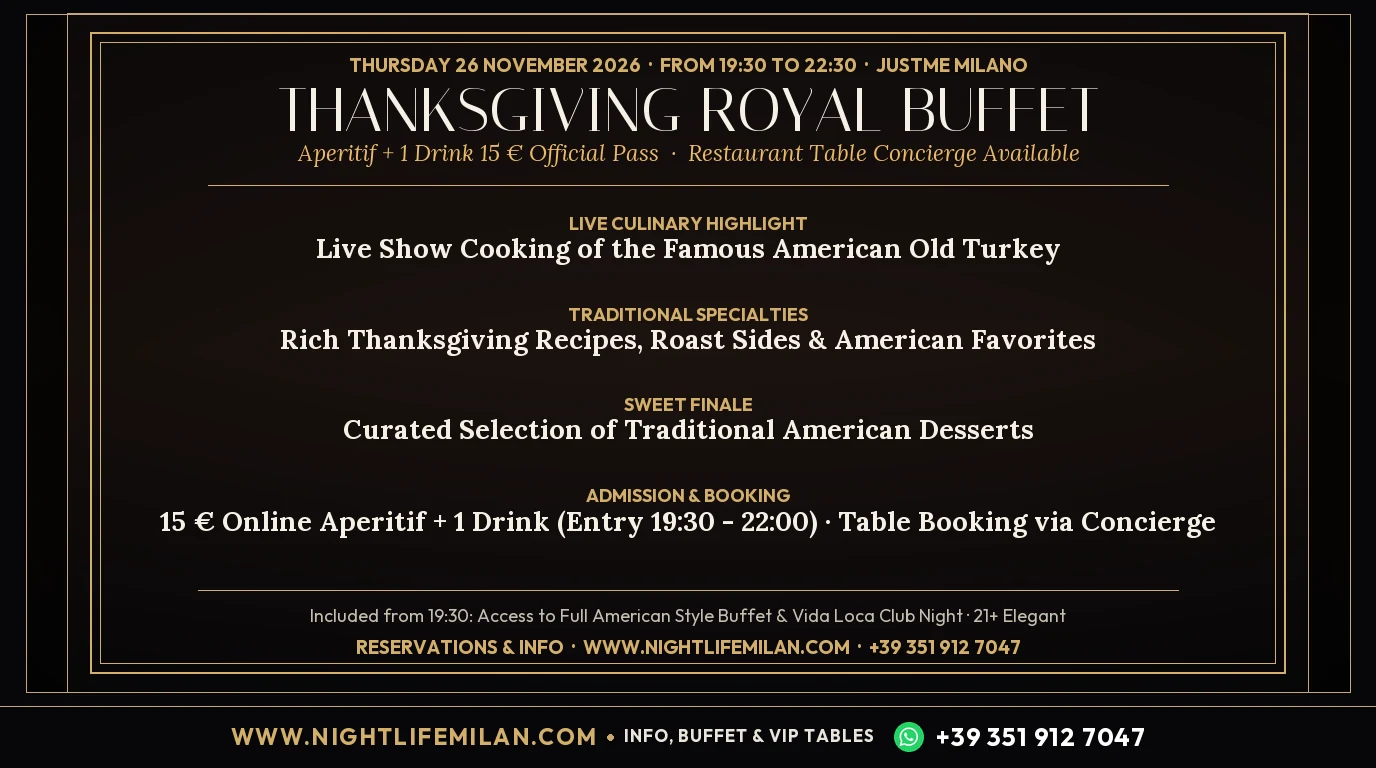 THURSDAY 26 NOVEMBER 2026 · FROM 19:30 TO 22:30 · JUSTME MILANO
THANKSGIVING ROYAL BUFFET
Aperitif + 1 Drink 15 € Official Pass · Restaurant Table Concierge Available
LIVE CULINARY HIGHLIGHT
Live Show Cooking of the Famous American Old Turkey
TRADITIONAL SPECIALTIES
Rich Thanksgiving Recipes, Roast Sides & American Favorites
SWEET FINALE
Curated Selection of Traditional American Desserts
ADMISSION & BOOKING
15 € Online Aperitif + 1 Drink (Entry 19:30 - 22:00) · Table Booking via Concierge
Included from 19:30: Access to Full American Style Buffet & Vida Loca Club Night · 21+ Elegant
RESERVATIONS & INFO · WWW.NIGHTLIFEMILAN.COM · +39 351 912 7047
WWW.NIGHTLIFEMILAN.COM • INFO, BUFFET & VIP TABLES +39 351 912 7047